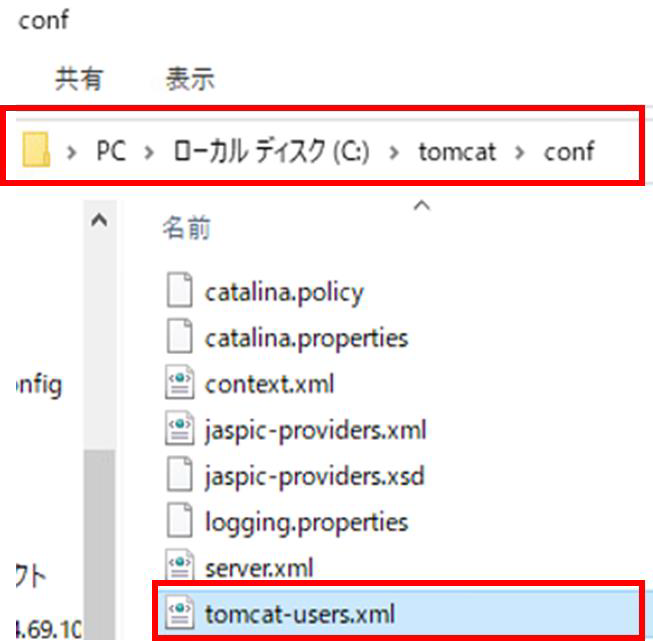 conf
共有 表示
PC ローカル ディスク (C:) tomcat conf
名前
catalina.policy
catalina.properties
context.xml
onfig
jaspic-providers.xml
jaspic-providers.xsd
logging.properties
server.xml
クト
tomcat-users.xml
4.69.10